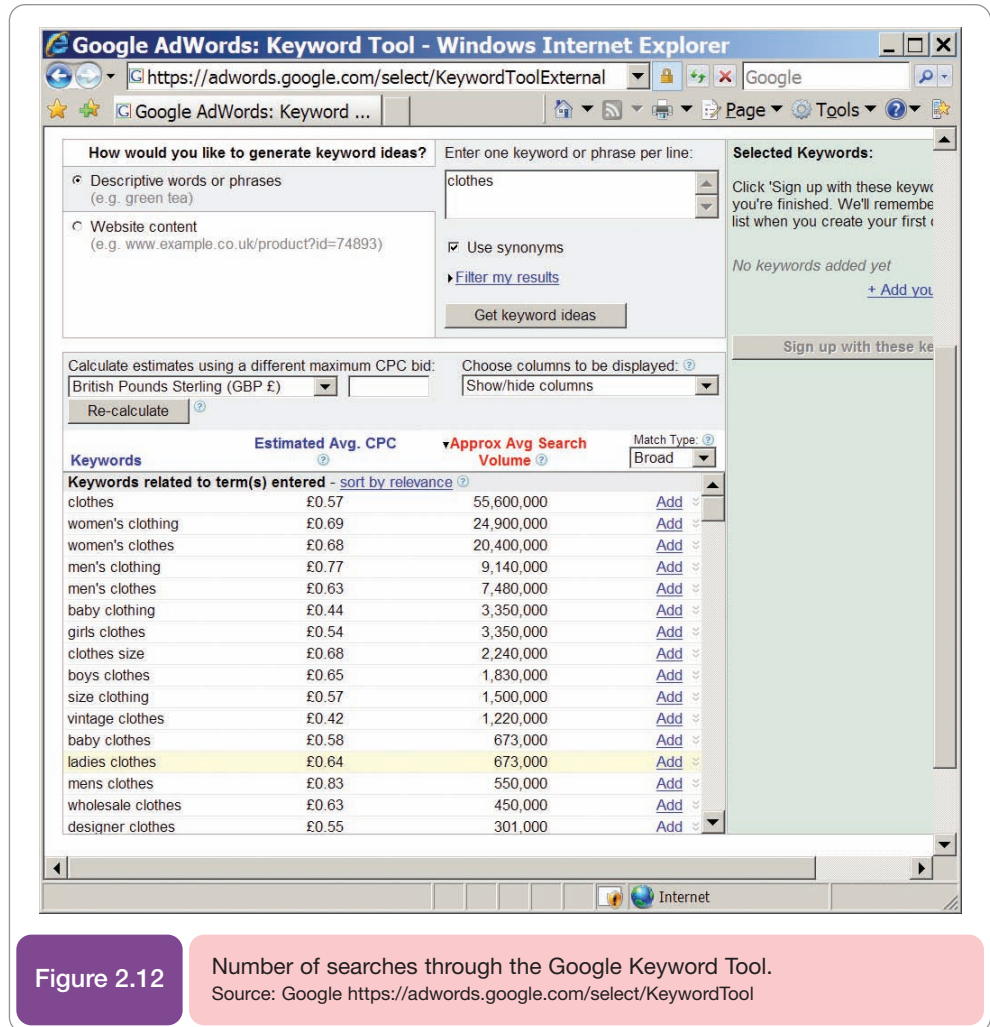 Google AdWords: Keyword Tool - Windows Internet Explorer
https://adwords.google.com/select/KeywordToolExternal
Google
Google AdWords: Keyword ...
Page
Tools
How would you like to generate keyword ideas?
Descriptive words or phrases
(e.g. green tea)
Website content
(e.g. www.example.co.uk/product?id=74893)
Enter one keyword or phrase per line:
clothes
Use synonyms
Filter my results
Get keyword ideas
Selected Keywords:
Click 'Sign up with these keywo
you're finished. We'll remembe
list when you create your first
No keywords added yet
+ Add you
Sign up with these ke
Calculate estimates using a different maximum CPC bid:
British Pounds Sterling (GBP £)
Re-calculate
Choose columns to be displayed:
Show/hide columns
Keywords Estimated Avg. CPC Approx Avg Search Volume Match Type: Broad
Keywords related to term(s) entered - sort by relevance
clothes £0.57 55,600,000 Add
women's clothing £0.69 24,900,000 Add
women's clothes £0.68 20,400,000 Add
men's clothing £0.77 9,140,000 Add
men's clothes £0.63 7,480,000 Add
baby clothing £0.44 3,350,000 Add
girls clothes £0.54 3,350,000 Add
clothes size £0.68 2,240,000 Add
boys clothes £0.65 1,830,000 Add
size clothing £0.57 1,500,000 Add
vintage clothes £0.42 1,220,000 Add
baby clothes £0.58 673,000 Add
ladies clothes £0.64 673,000 Add
mens clothes £0.83 550,000 Add
wholesale clothes £0.63 450,000 Add
designer clothes £0.55 301,000 Add
Internet
Figure 2.12
Number of searches through the Google Keyword Tool.
Source: Google https://adwords.google.com/select/KeywordTool